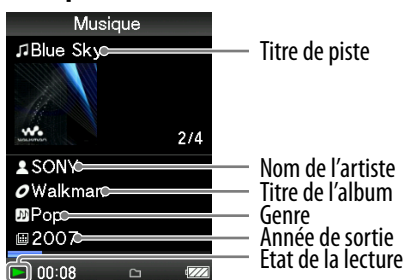 Musique
Blue Sky
Titre de piste
2/4
SONY
Nom de l'artiste
Walkman
Titre de l'album
Pop
Genre
2007
Année de sortie
Etat de la lecture
00:08